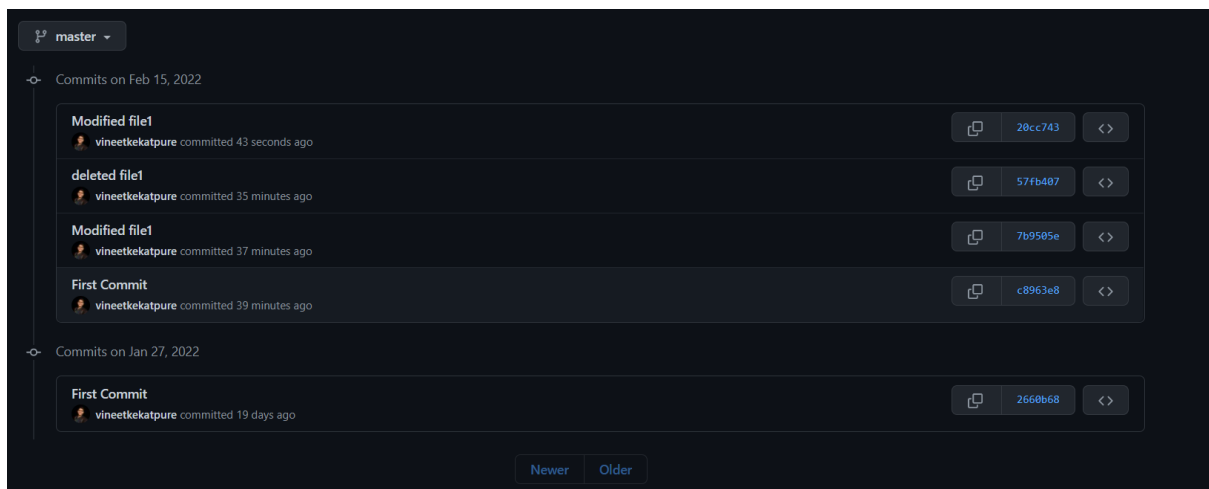 master
Commits on Feb 15, 2022
Modified file1
vineetkekatpure committed 43 seconds ago
20cc743
deleted file1
vineetkekatpure committed 35 minutes ago
57fb407
Modified file1
vineetkekatpure committed 37 minutes ago
7b9505e
First Commit
vineetkekatpure committed 39 minutes ago
c8963e8
Commits on Jan 27, 2022
First Commit
vineetkekatpure committed 19 days ago
2660b68
Newer Older